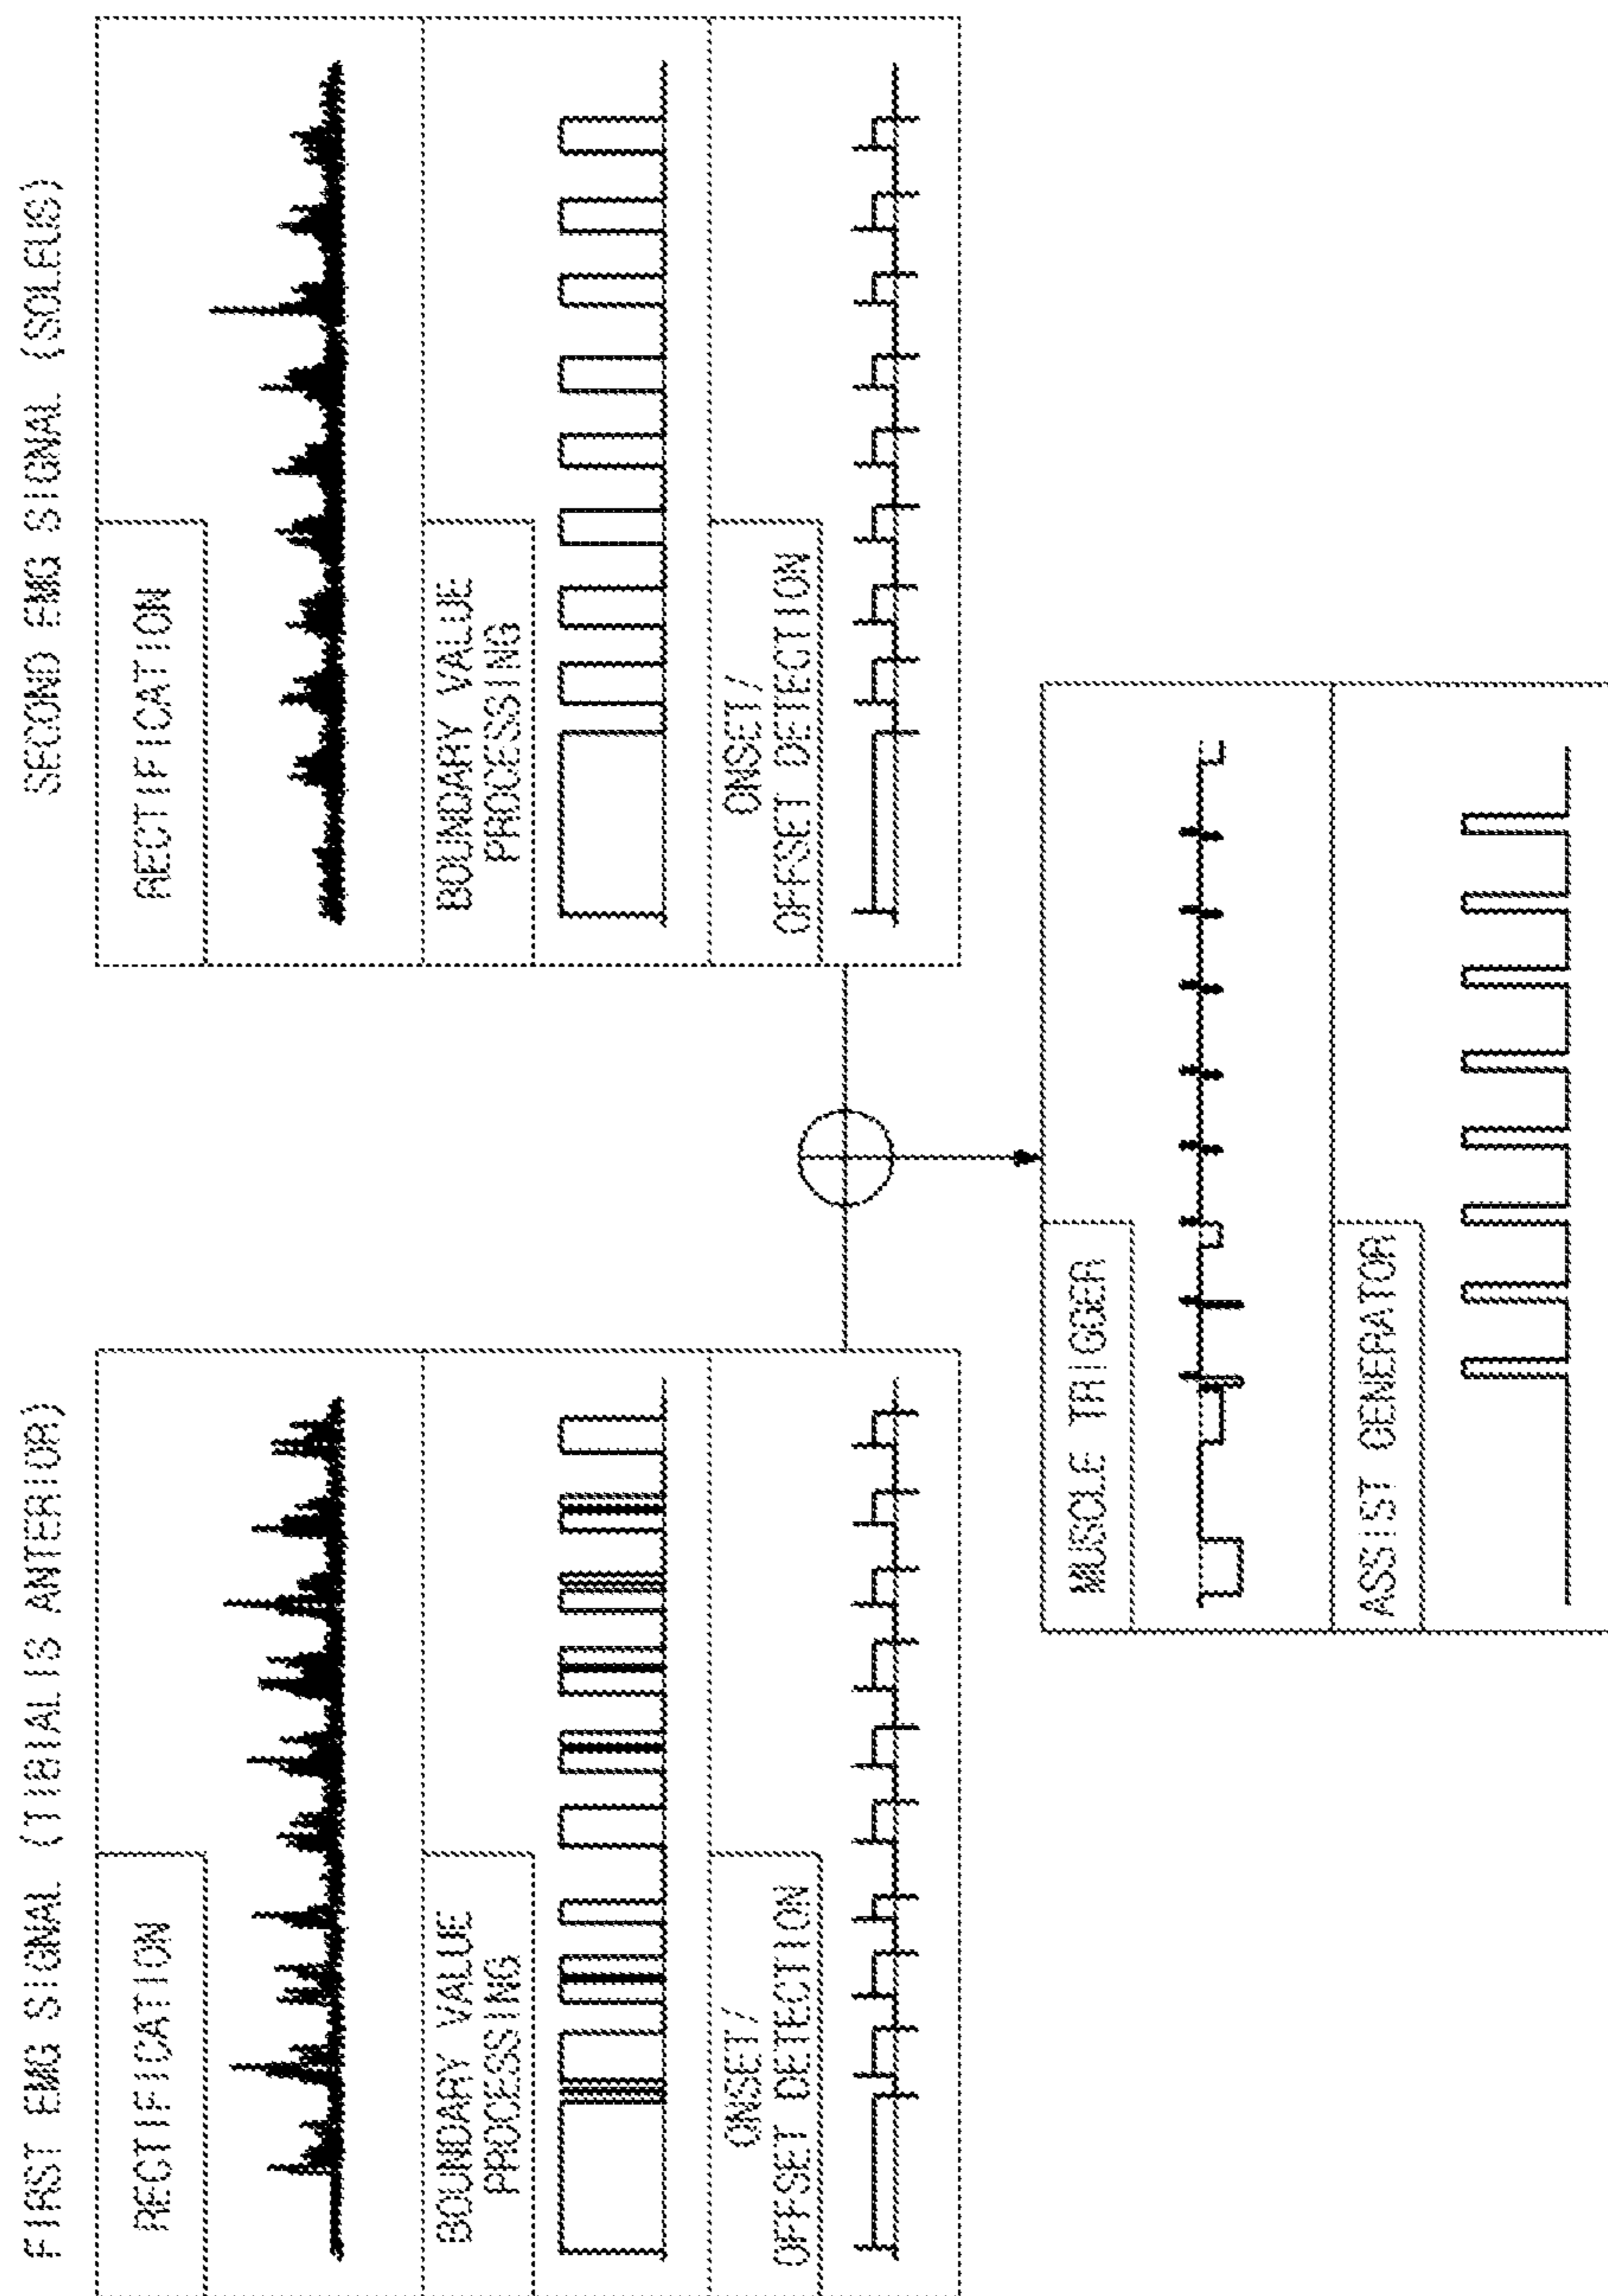 FIRST EMG SIGNAL (TIBIALIS ANTERIOR)
RECTIFICATION
BOUNDARY VALUE
PROCESSING
ONSET/
OFFSET DETECTION
SECOND EMG SIGNAL (SOLEUS)
RECTIFICATION
BOUNDARY VALUE
PROCESSING
ONSET/
OFFSET DETECTION
MUSCLE TRIGGER
ASSIST GENERATOR